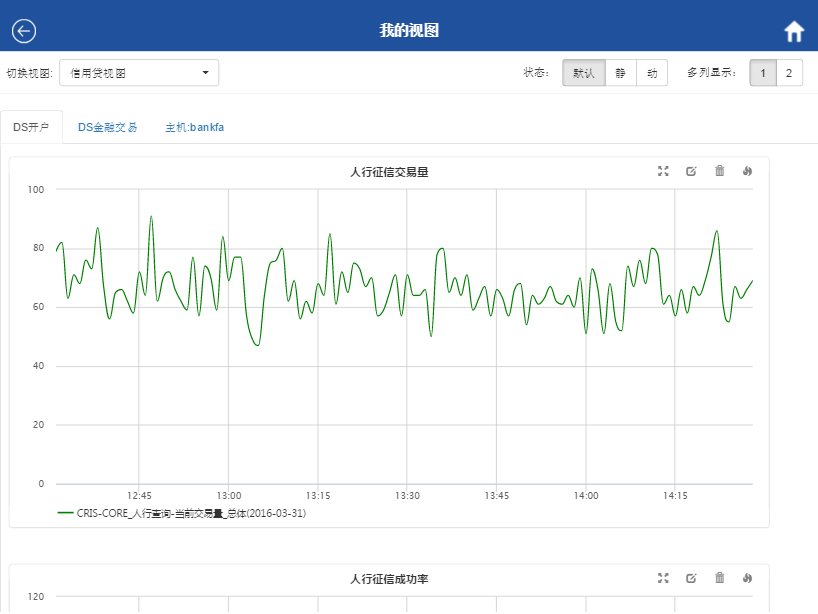 我的视图
切换视图: 信用贷视图 状态: 默认 静 动 多列显示: 1 2
DS开户 DS金融交易 主机:bankfa
人行征信交易量
100
80
60
40
20
0
12:45 13:00 13:15 13:30 13:45 14:00 14:15
CRIS-CORE_人行查询-当前交易量_总体(2016-03-31)
人行征信成功率
120